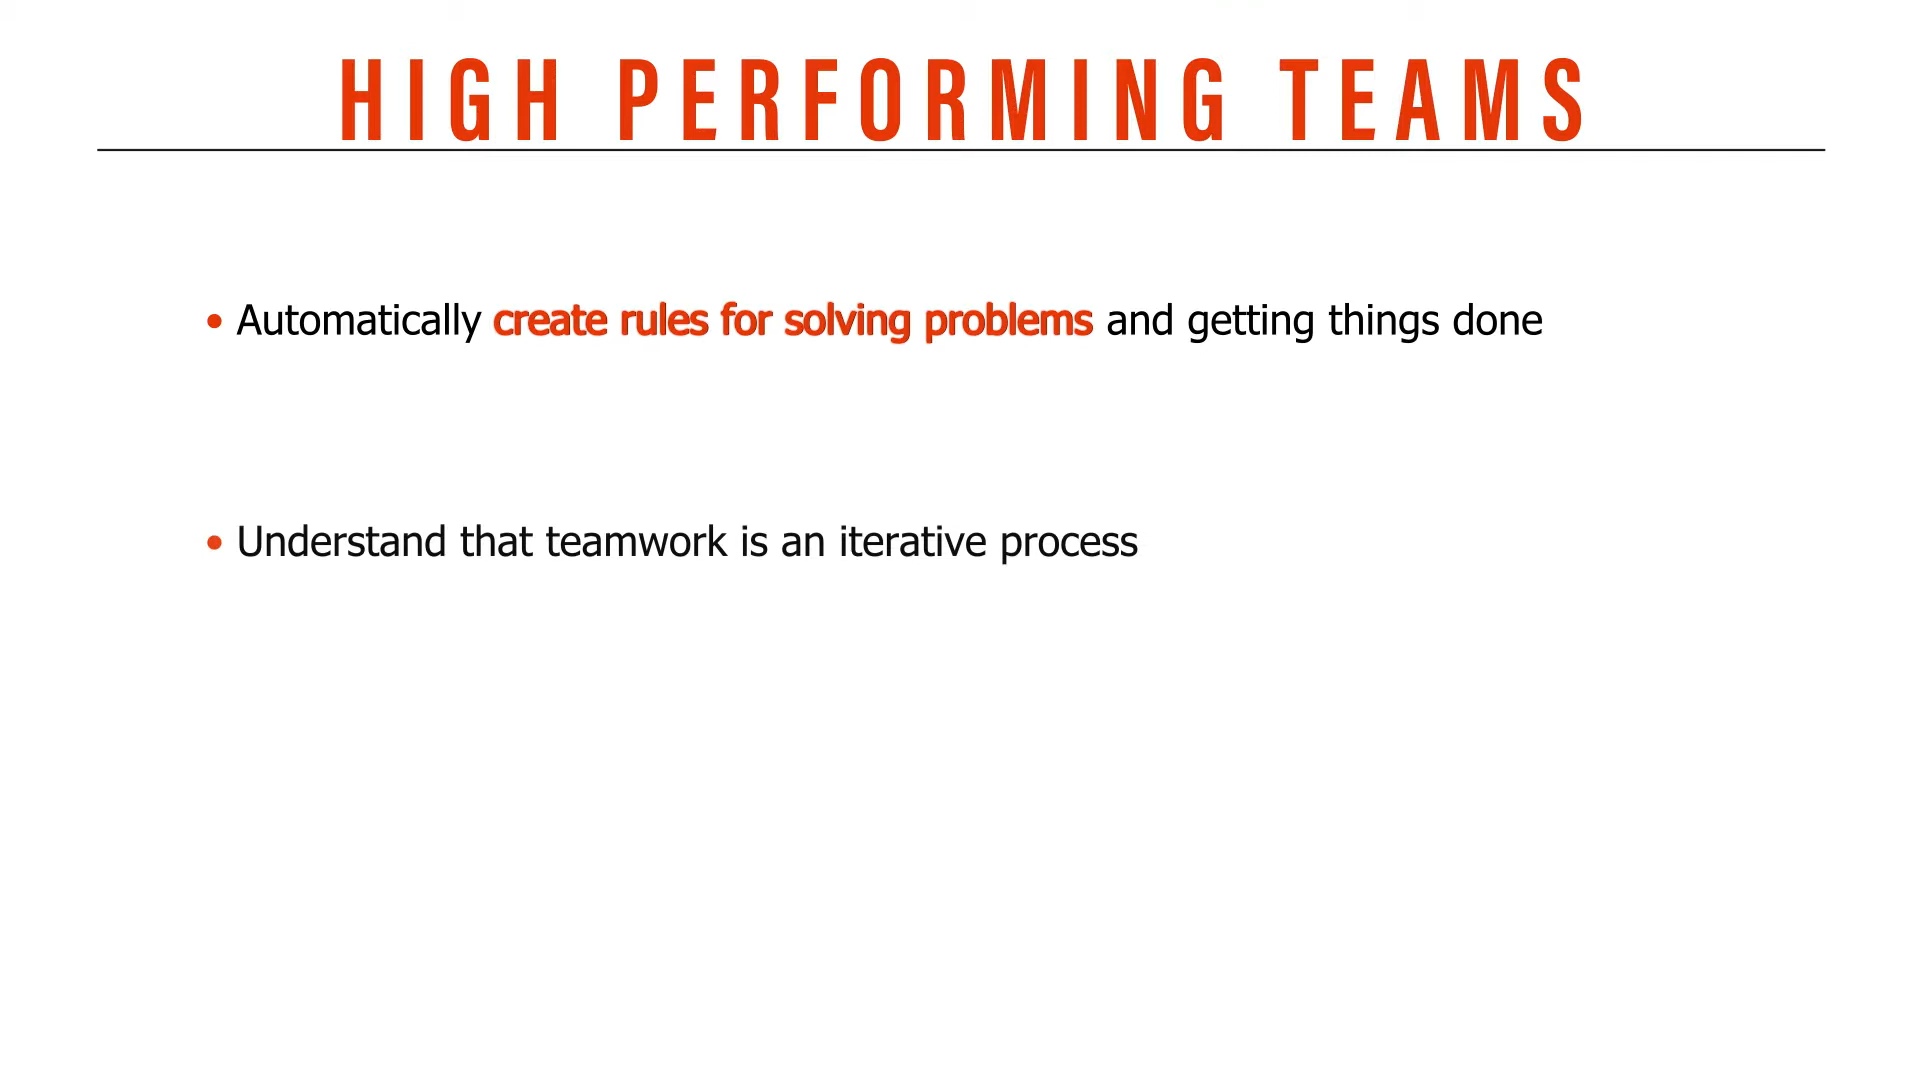 HIGH PERFORMING TEAMS
• Automatically create rules for solving problems and getting things done
• Understand that teamwork is an iterative process